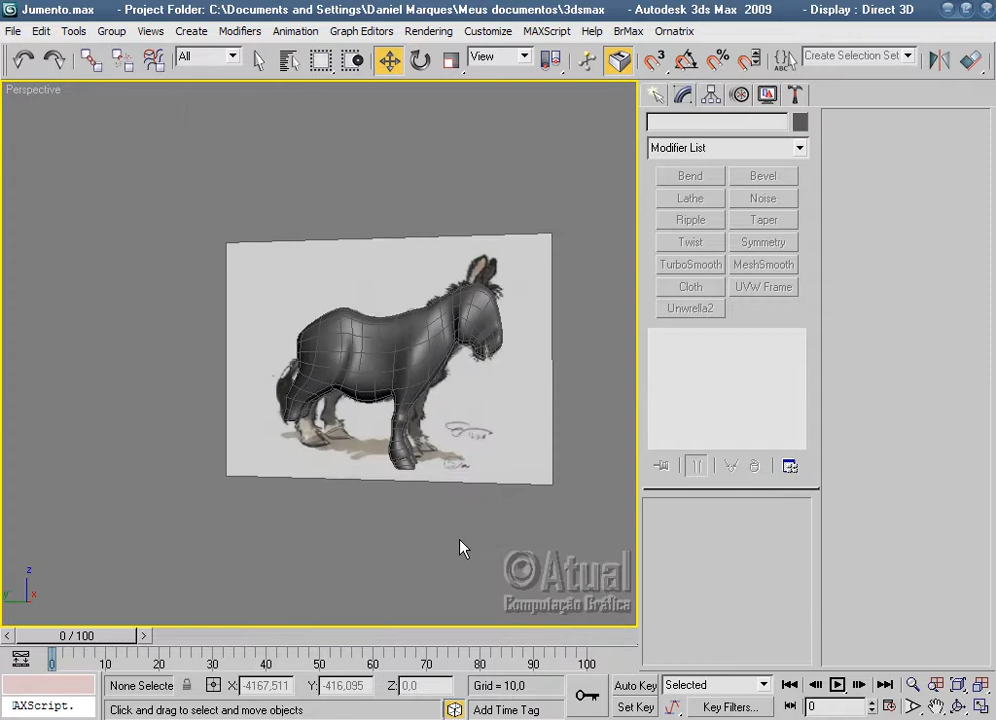 Jumento.max - Project Folder: C:\Documents and Settings\Daniel Marques\Meus documentos\3dsmax - Autodesk 3ds Max 2009 - Display : Direct 3D
File Edit Tools Group Views Create Modifiers Animation Graph Editors Rendering Customize MAXScript Help BrMax Ornatrix
All View Create Selection Set
Perspective
Modifier List
Bend Bevel
Lathe Noise
Ripple Taper
Twist Symmetry
TurboSmooth MeshSmooth
Cloth UVW Frame
Unwrella2
©Atual
Computação Gráfica
z
y x
< 0 / 100 >
0 10 20 30 40 50 60 70 80 90 100
None Selecte X: -4167,511 Y: -416,095 Z: 0,0 Grid = 10,0 Auto Key Selected
AXScript. Click and drag to select and move objects Add Time Tag Set Key Key Filters... 0